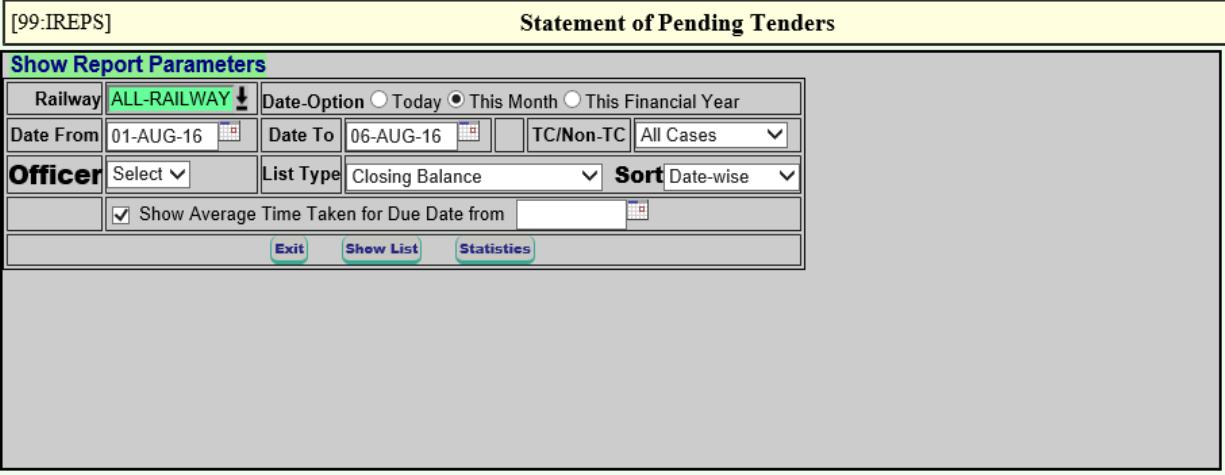 [99:IREPS] Statement of Pending Tenders
Show Report Parameters
Railway ALL-RAILWAY Date-Option Today This Month This Financial Year
Date From 01-AUG-16 Date To 06-AUG-16 TC/Non-TC All Cases
Officer Select List Type Closing Balance Sort Date-wise
Show Average Time Taken for Due Date from
Exit Show List Statistics